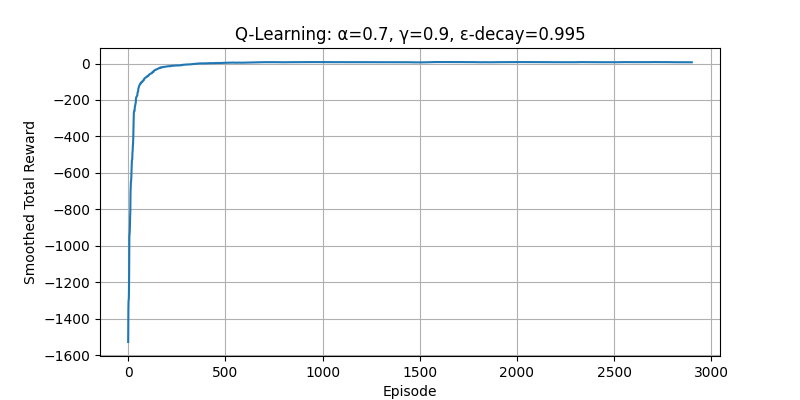 Q-Learning: α=0.7, γ=0.9, ε-decay=0.995
Smoothed Total Reward
0
−200
−400
−600
−800
−1000
−1200
−1400
−1600
0 500 1000 1500 2000 2500 3000
Episode